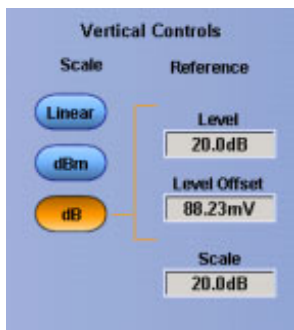 Vertical Controls
Scale
Reference
Linear
dBm
dB
Level
20.0dB
Level Offset
88.23mV
Scale
20.0dB